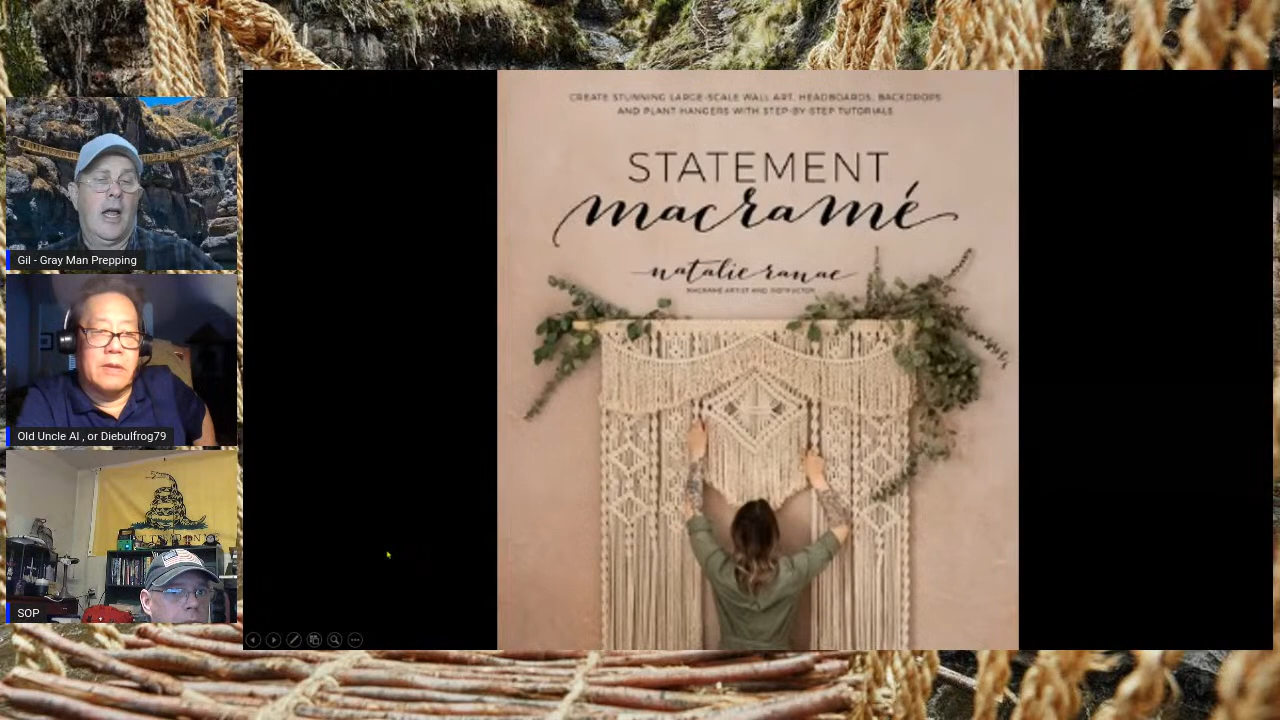 CREATE STUNNING LARGE-SCALE WALL ART, HEADBOARDS, BACKDROPS
AND PLANT HANGERS WITH STEP-BY-STEP TUTORIALS
STATEMENT
macramé
natalie ranae
MACRAMÉ ARTIST AND INSTRUCTOR
Gil - Gray Man Prepping
Old Uncle Al , or Diebulfrog79
SOP